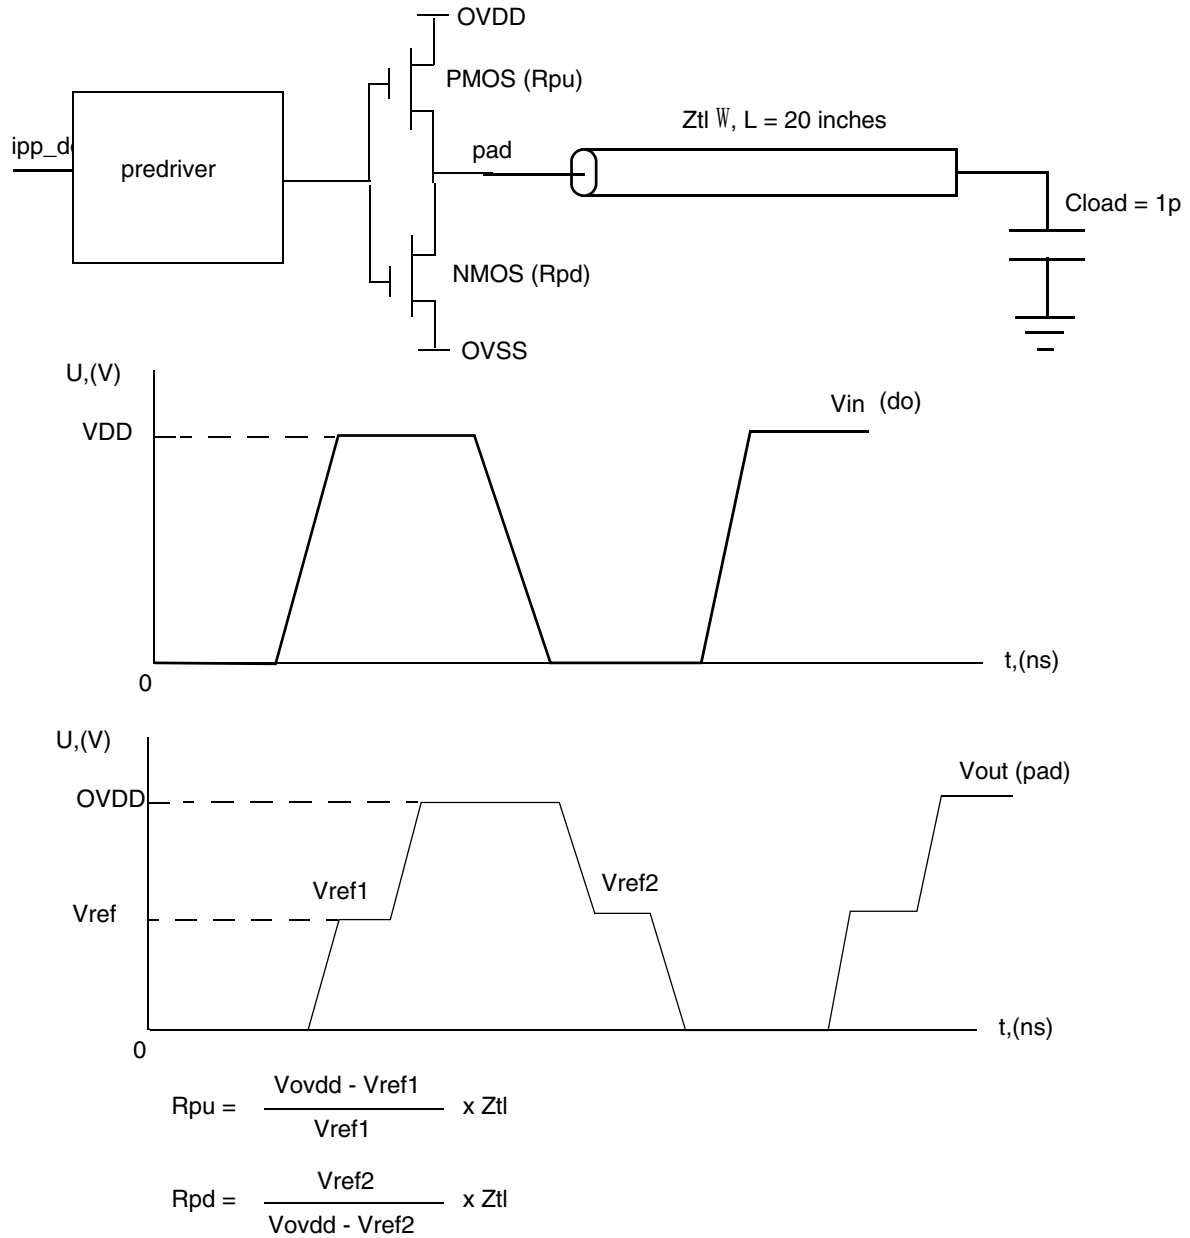 OVDD
PMOS (Rpu)
Ztl W, L = 20 inches
ipp_do
predriver
pad
Cload = 1p
NMOS (Rpd)
OVSS
U,(V)
Vin (do)
VDD
t,(ns)
0
U,(V)
Vout (pad)
OVDD
Vref1
Vref2
Vref
t,(ns)
0
Rpu = Vovdd - Vref1 x Ztl
Vref1
Rpd = Vref2 x Ztl
Vovdd - Vref2